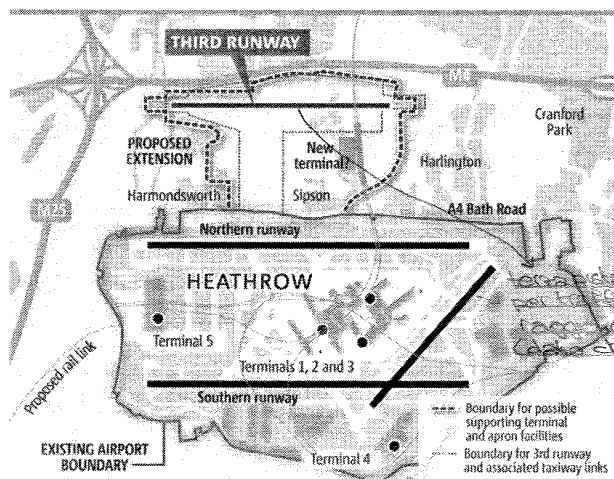 THIRD RUNWAY
M4
Cranford
Park
PROPOSED
EXTENSION
New
terminal?
Harlington
Harmondsworth
Sipson
M25
A4 Bath Road
Northern runway
HEATHROW
Terminal 5
Terminals 1, 2 and 3
Proposed rail link
Southern runway
EXISTING AIRPORT
BOUNDARY
Terminal 4
Boundary for possible
supporting terminal
and apron facilities
Boundary for 3rd runway
and associated taxiway links